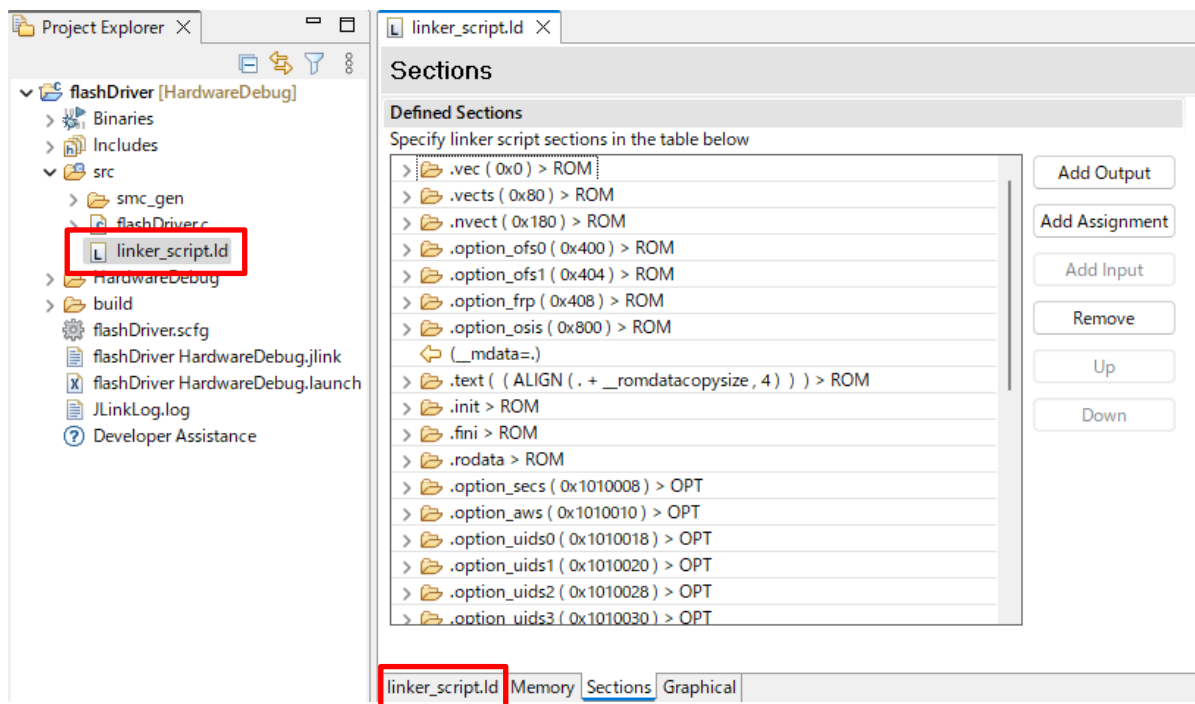 Project Explorer
flashDriver [HardwareDebug]
Binaries
Includes
src
smc_gen
flashDriver.c
linker_script.ld
HardwareDebug
build
flashDriver.scfg
flashDriver HardwareDebug.jlink
flashDriver HardwareDebug.launch
JLinkLog.log
Developer Assistance
linker_script.ld
Sections
Defined Sections
Specify linker script sections in the table below
.vec ( 0x0 ) > ROM
.vects ( 0x80 ) > ROM
.nvect ( 0x180 ) > ROM
.option_ofs0 ( 0x400 ) > ROM
.option_ofs1 ( 0x404 ) > ROM
.option_frp ( 0x408 ) > ROM
.option_osis ( 0x800 ) > ROM
(__mdata=.)
.text ( ( ALIGN ( . + __romdatacopysize , 4 ) ) ) > ROM
.init > ROM
.fini > ROM
.rodata > ROM
.option_secs ( 0x1010008 ) > OPT
.option_aws ( 0x1010010 ) > OPT
.option_uids0 ( 0x1010018 ) > OPT
.option_uids1 ( 0x1010020 ) > OPT
.option_uids2 ( 0x1010028 ) > OPT
.option_uids3 ( 0x1010030 ) > OPT
Add Output
Add Assignment
Add Input
Remove
Up
Down
linker_script.ld Memory Sections Graphical